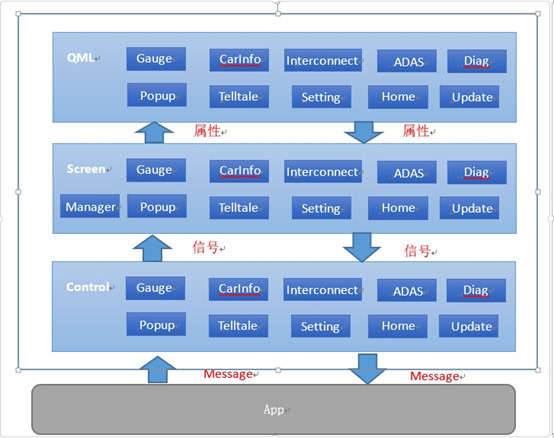 QML Gauge CarInfo Interconnect ADAS Diag
Popup Telltale Setting Home Update
属性 属性
Screen Gauge CarInfo Interconnect ADAS Diag
Manager Popup Telltale Setting Home Update
信号 信号
Control Gauge CarInfo Interconnect ADAS Diag
Popup Telltale Setting Home Update
Message Message
App